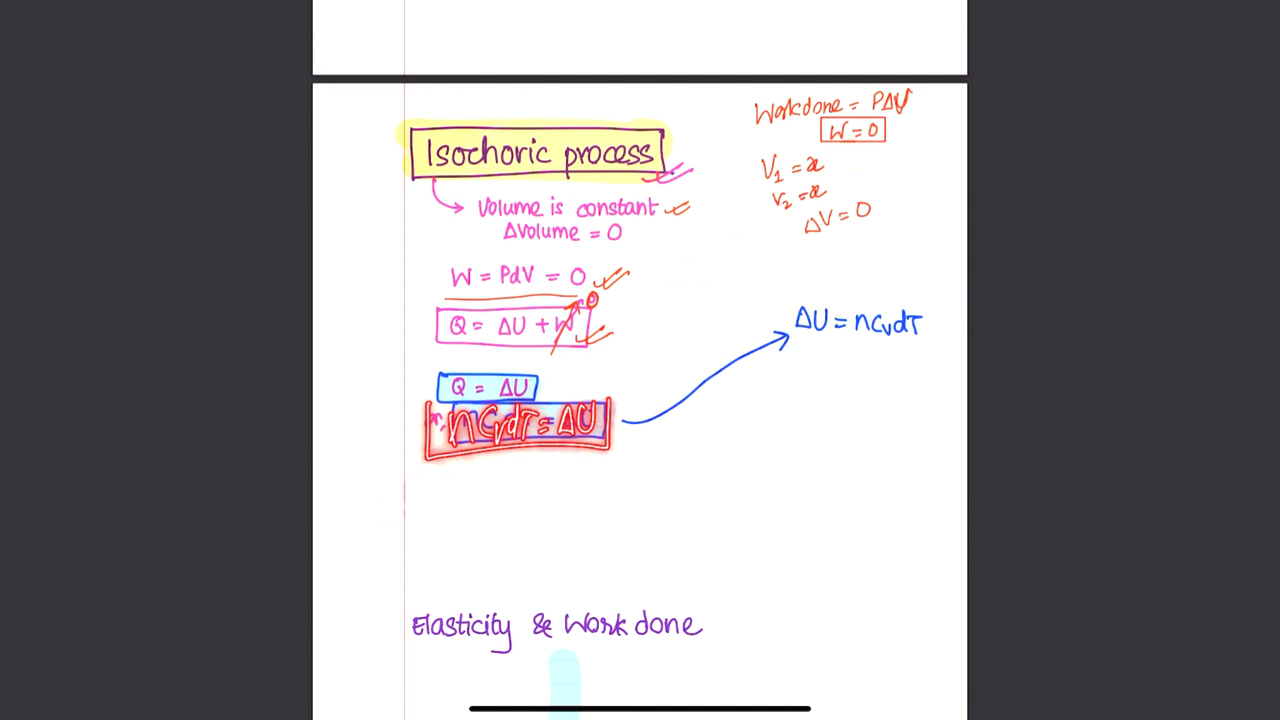 Isochoric process
Volume is constant
ΔVolume = 0
W = PdV = 0
0
Q = ΔU + W
Q = ΔU
nCvdT = ΔU
Workdone = PΔV
W = 0
V1 = x
V2 = x
ΔV = 0
ΔU = nCvdT
Elasticity & Work done